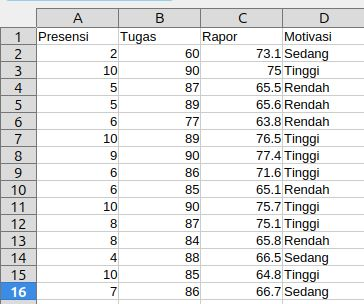 A B C D
1 Presensi Tugas Rapor Motivasi
2 2 60 73.1 Sedang
3 10 90 75 Tinggi
4 5 87 65.5 Rendah
5 5 89 65.6 Rendah
6 6 77 63.8 Rendah
7 10 89 76.5 Tinggi
8 9 90 77.4 Tinggi
9 6 86 71.6 Tinggi
10 6 85 65.1 Rendah
11 10 90 75.7 Tinggi
12 8 87 75.1 Tinggi
13 8 84 65.8 Rendah
14 4 88 66.5 Sedang
15 10 85 64.8 Tinggi
16 7 86 66.7 Sedang